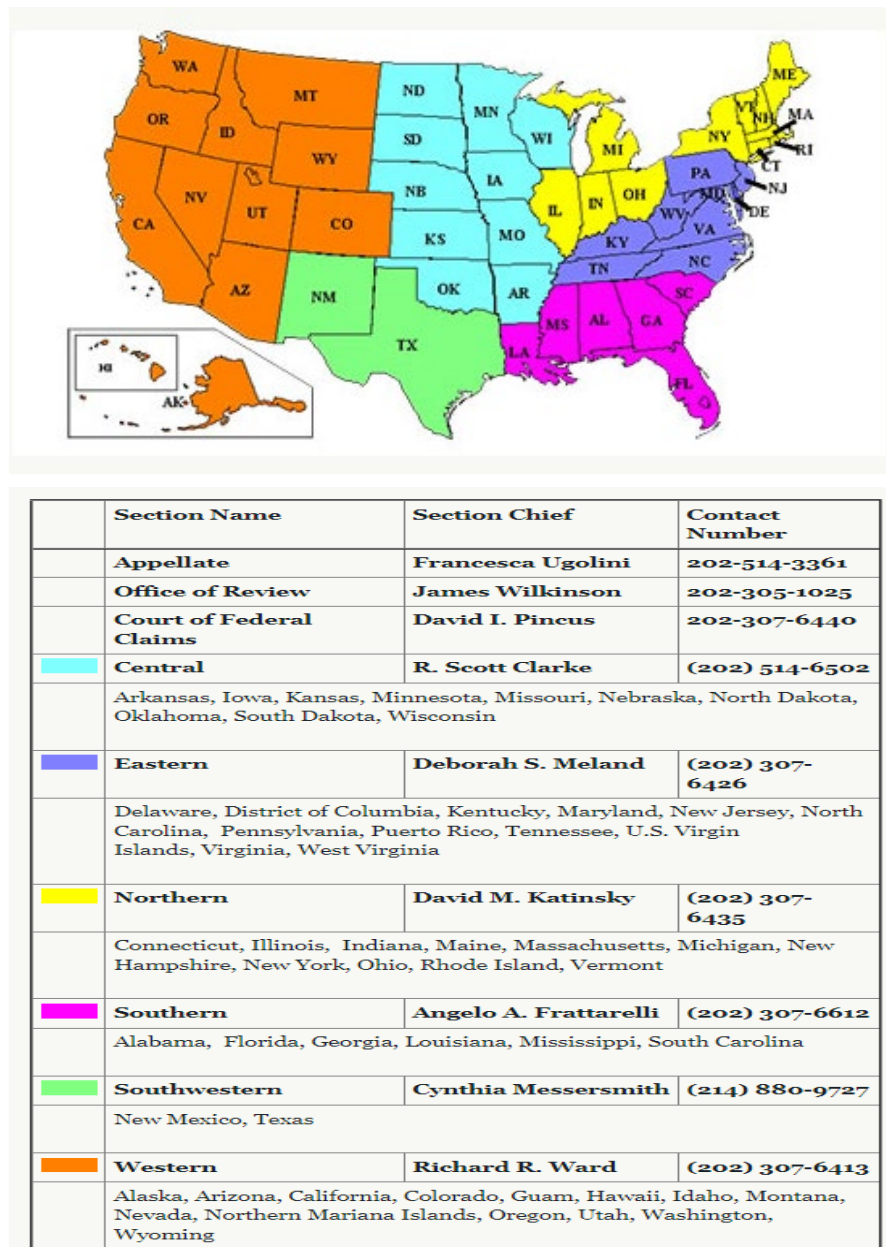 WA
MT
ND
MN
ME
OR
ID
SD
WI
VT
NH
MA
WY
MI
NY
RI
CT
NV
NB
IA
PA
NJ
CA
UT
CO
IL
IN
OH
MD
DE
WV
VA
KS
MO
KY
NC
AZ
NM
OK
AR
TN
SC
TX
MS
AL
GA
LA
FL
HI
AK
Section Name Section Chief Contact
Number
Appellate Francesca Ugolini 202-514-3361
Office of Review James Wilkinson 202-305-1025
Court of Federal David I. Pincus 202-307-6440
Claims
Central R. Scott Clarke (202) 514-6502
Arkansas, Iowa, Kansas, Minnesota, Missouri, Nebraska, North Dakota,
Oklahoma, South Dakota, Wisconsin
Eastern Deborah S. Meland (202) 307-
6426
Delaware, District of Columbia, Kentucky, Maryland, New Jersey, North
Carolina, Pennsylvania, Puerto Rico, Tennessee, U.S. Virgin
Islands, Virginia, West Virginia
Northern David M. Katinsky (202) 307-
6435
Connecticut, Illinois, Indiana, Maine, Massachusetts, Michigan, New
Hampshire, New York, Ohio, Rhode Island, Vermont
Southern Angelo A. Frattarelli (202) 307-6612
Alabama, Florida, Georgia, Louisiana, Mississippi, South Carolina
Southwestern Cynthia Messersmith (214) 880-9727
New Mexico, Texas
Western Richard R. Ward (202) 307-6413
Alaska, Arizona, California, Colorado, Guam, Hawaii, Idaho, Montana,
Nevada, Northern Mariana Islands, Oregon, Utah, Washington,
Wyoming